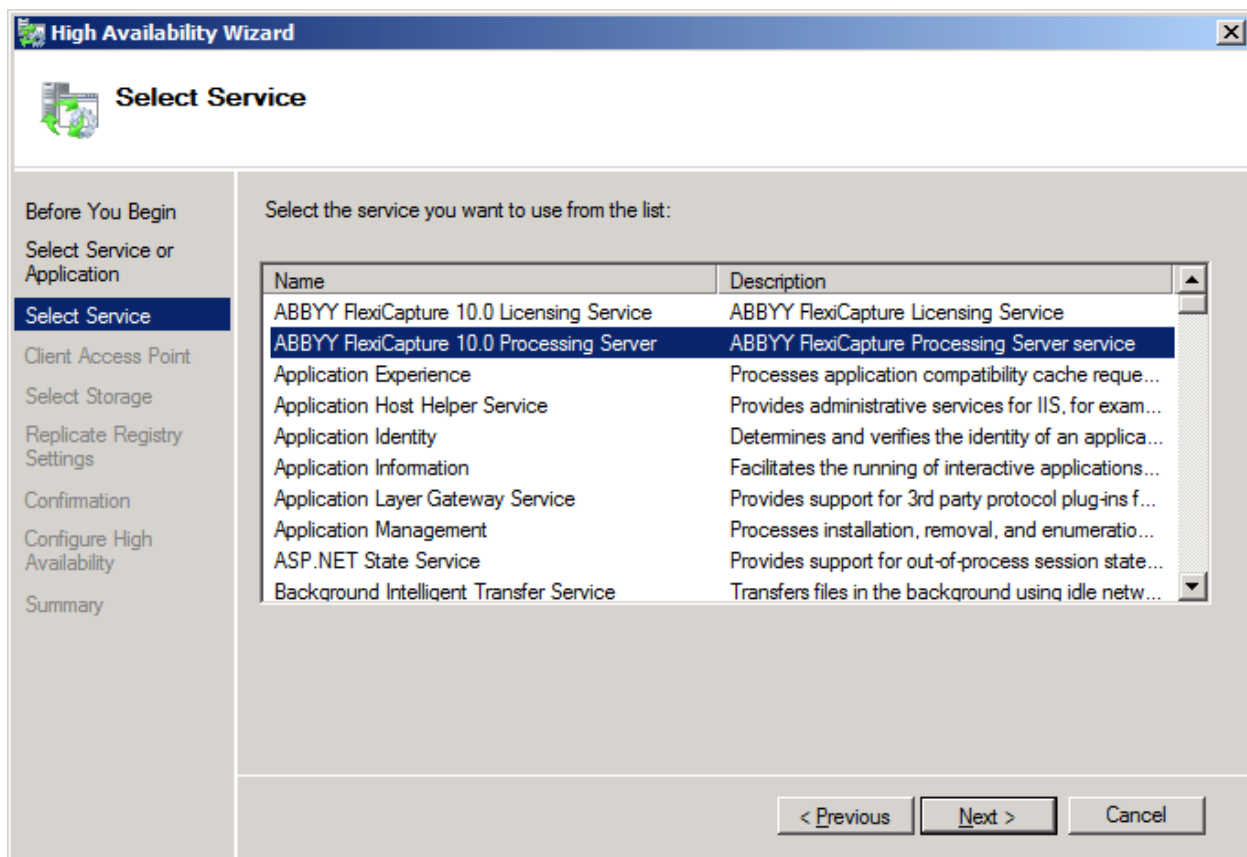 High Availability Wizard
Select Service
Before You Begin
Select Service or
Application
Select Service
Client Access Point
Select Storage
Replicate Registry
Settings
Confirmation
Configure High
Availability
Summary
Select the service you want to use from the list:
Name Description
ABBYY FlexiCapture 10.0 Licensing Service ABBYY FlexiCapture Licensing Service
ABBYY FlexiCapture 10.0 Processing Server ABBYY FlexiCapture Processing Server service
Application Experience Processes application compatibility cache reque...
Application Host Helper Service Provides administrative services for IIS, for exam...
Application Identity Determines and verifies the identity of an applica...
Application Information Facilitates the running of interactive applications...
Application Layer Gateway Service Provides support for 3rd party protocol plug-ins f...
Application Management Processes installation, removal, and enumeratio...
ASP.NET State Service Provides support for out-of-process session state...
Background Intelligent Transfer Service Transfers files in the background using idle netw...
< Previous Next > Cancel